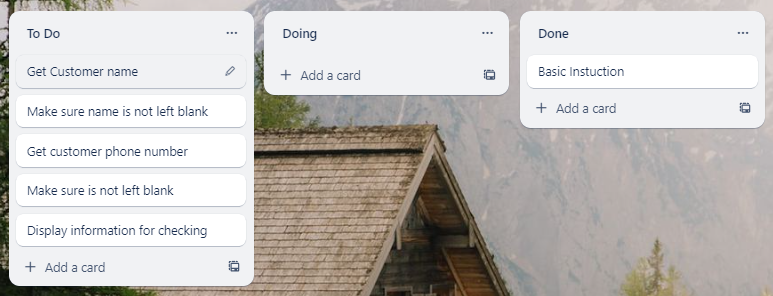 To Do
Get Customer name
Make sure name is not left blank
Get customer phone number
Make sure is not left blank
Display information for checking
Add a card
Doing
Add a card
Done
Basic Instuction
Add a card